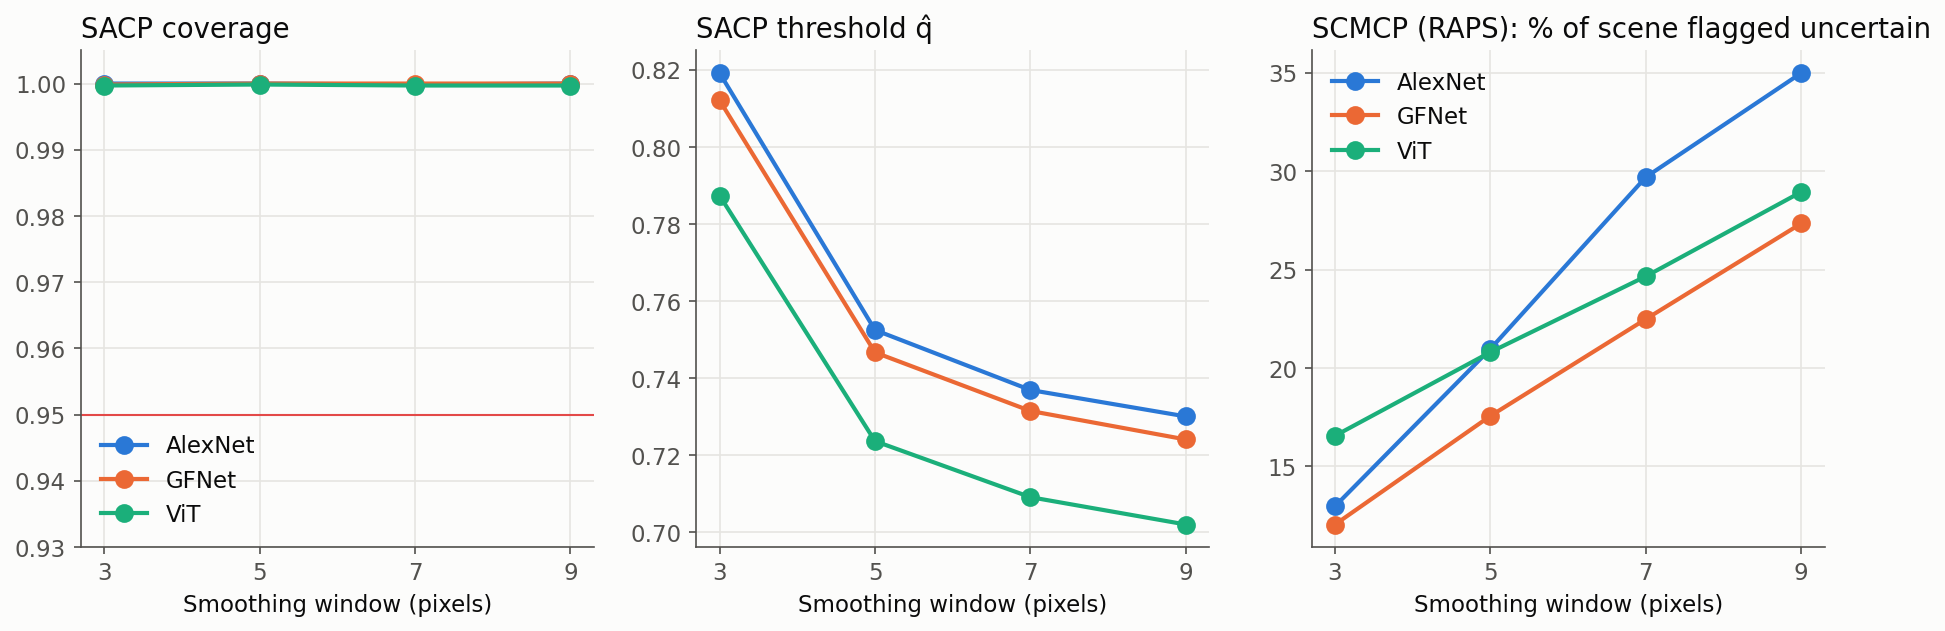 SACP coverage
1.00
0.99
0.98
0.97
0.96
0.95
0.94
0.93
AlexNet
GFNet
ViT
3 5 7 9
Smoothing window (pixels)
SACP threshold q̂
0.82
0.80
0.78
0.76
0.74
0.72
0.70
3 5 7 9
Smoothing window (pixels)
SCMCP (RAPS): % of scene flagged uncertain
35
30
25
20
15
AlexNet
GFNet
ViT
3 5 7 9
Smoothing window (pixels)